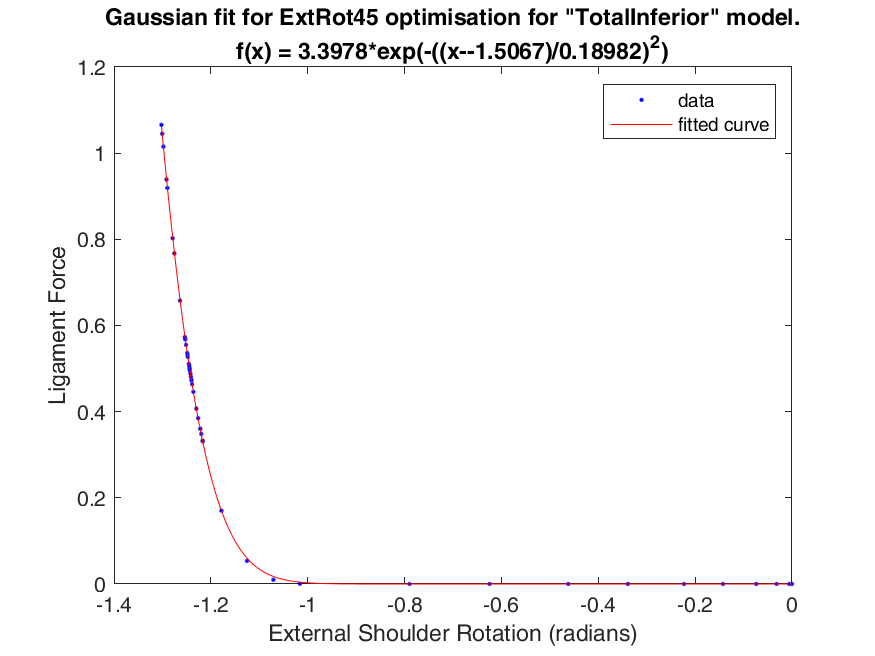 Gaussian fit for ExtRot45 optimisation for "TotalInferior" model.
f(x) = 3.3978*exp(-((x--1.5067)/0.18982)²)
data
fitted curve
1.2
1
0.8
0.6
0.4
0.2
0
Ligament Force
-1.4
-1.2
-1
-0.8
-0.6
-0.4
-0.2
0
External Shoulder Rotation (radians)